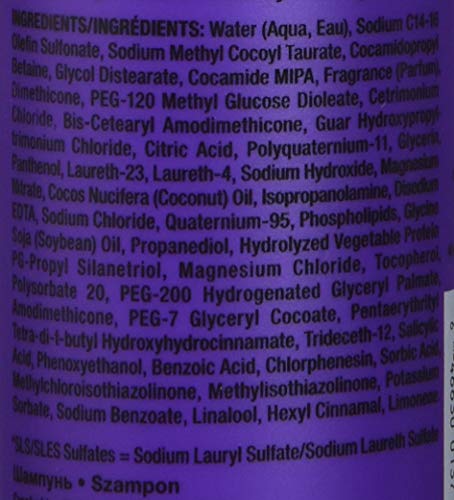 INGREDIENTS/INGRÉDIENTS: Water (Aqua, Eau), Sodium C14-16
Olefin Sulfonate, Sodium Methyl Cocoyl Taurate, Cocamidopropyl
Betaine, Glycol Distearate, Cocamide MIPA, Fragrance (Parfum),
Dimethicone, PEG-120 Methyl Glucose Dioleate, Cetrimonium
Chloride, Bis-Cetearyl Amodimethicone, Guar Hydroxypropyl-
trimonium Chloride, Citric Acid, Polyquaternium-11, Glycerin,
Panthenol, Laureth-23, Laureth-4, Sodium Hydroxide, Magnesium
Nitrate, Cocos Nucifera (Coconut) Oil, Isopropanolamine, Disodium
EDTA, Sodium Chloride, Quaternium-95, Phospholipids, Glycine
Soja (Soybean) Oil, Propanediol, Hydrolyzed Vegetable Protein
PG-Propyl Silanetriol, Magnesium Chloride, Tocopherol,
Polysorbate 20, PEG-200 Hydrogenated Glyceryl Palmate,
Amodimethicone, PEG-7 Glyceryl Cocoate, Pentaerythrityl
Tetra-di-t-butyl Hydroxyhydrocinnamate, Trideceth-12, Salicylic
Acid, Phenoxyethanol, Benzoic Acid, Chlorphenesin, Sorbic Acid,
Methylchloroisothiazolinone, Methylisothiazolinone, Potassium
Sorbate, Sodium Benzoate, Linalool, Hexyl Cinnamal, Limonene
*SLS/SLES Sulfates = Sodium Lauryl Sulfate/Sodium Laureth Sulfate
Шампунь • Szampon